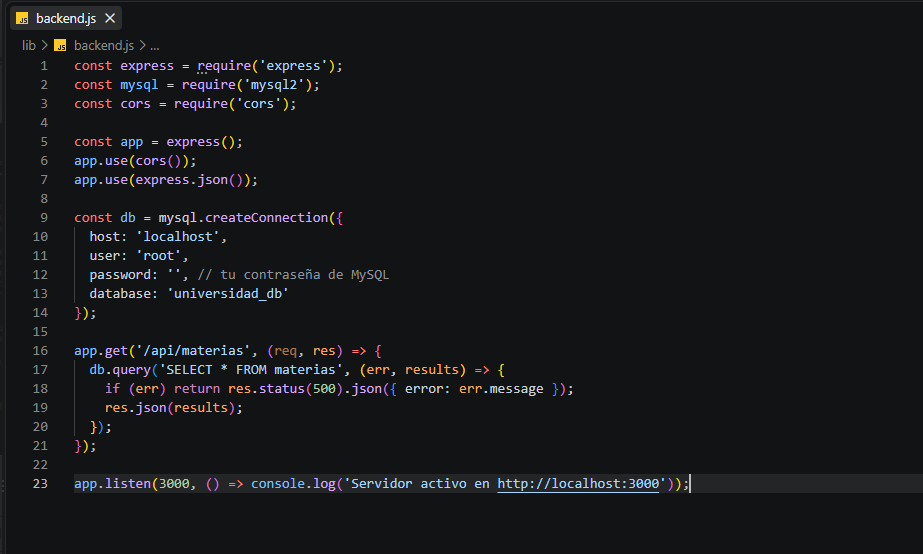 JS backend.js ×
lib > JS backend.js > ...
1 const express = require('express');
2 const mysql = require('mysql2');
3 const cors = require('cors');
4
5 const app = express();
6 app.use(cors());
7 app.use(express.json());
8
9 const db = mysql.createConnection({
10   host: 'localhost',
11   user: 'root',
12   password: '', // tu contraseña de MySQL
13   database: 'universidad_db'
14 });
15
16 app.get('/api/materias', (req, res) => {
17   db.query('SELECT * FROM materias', (err, results) => {
18     if (err) return res.status(500).json({ error: err.message });
19     res.json(results);
20   });
21 });
22
23 app.listen(3000, () => console.log('Servidor activo en http://localhost:3000'));